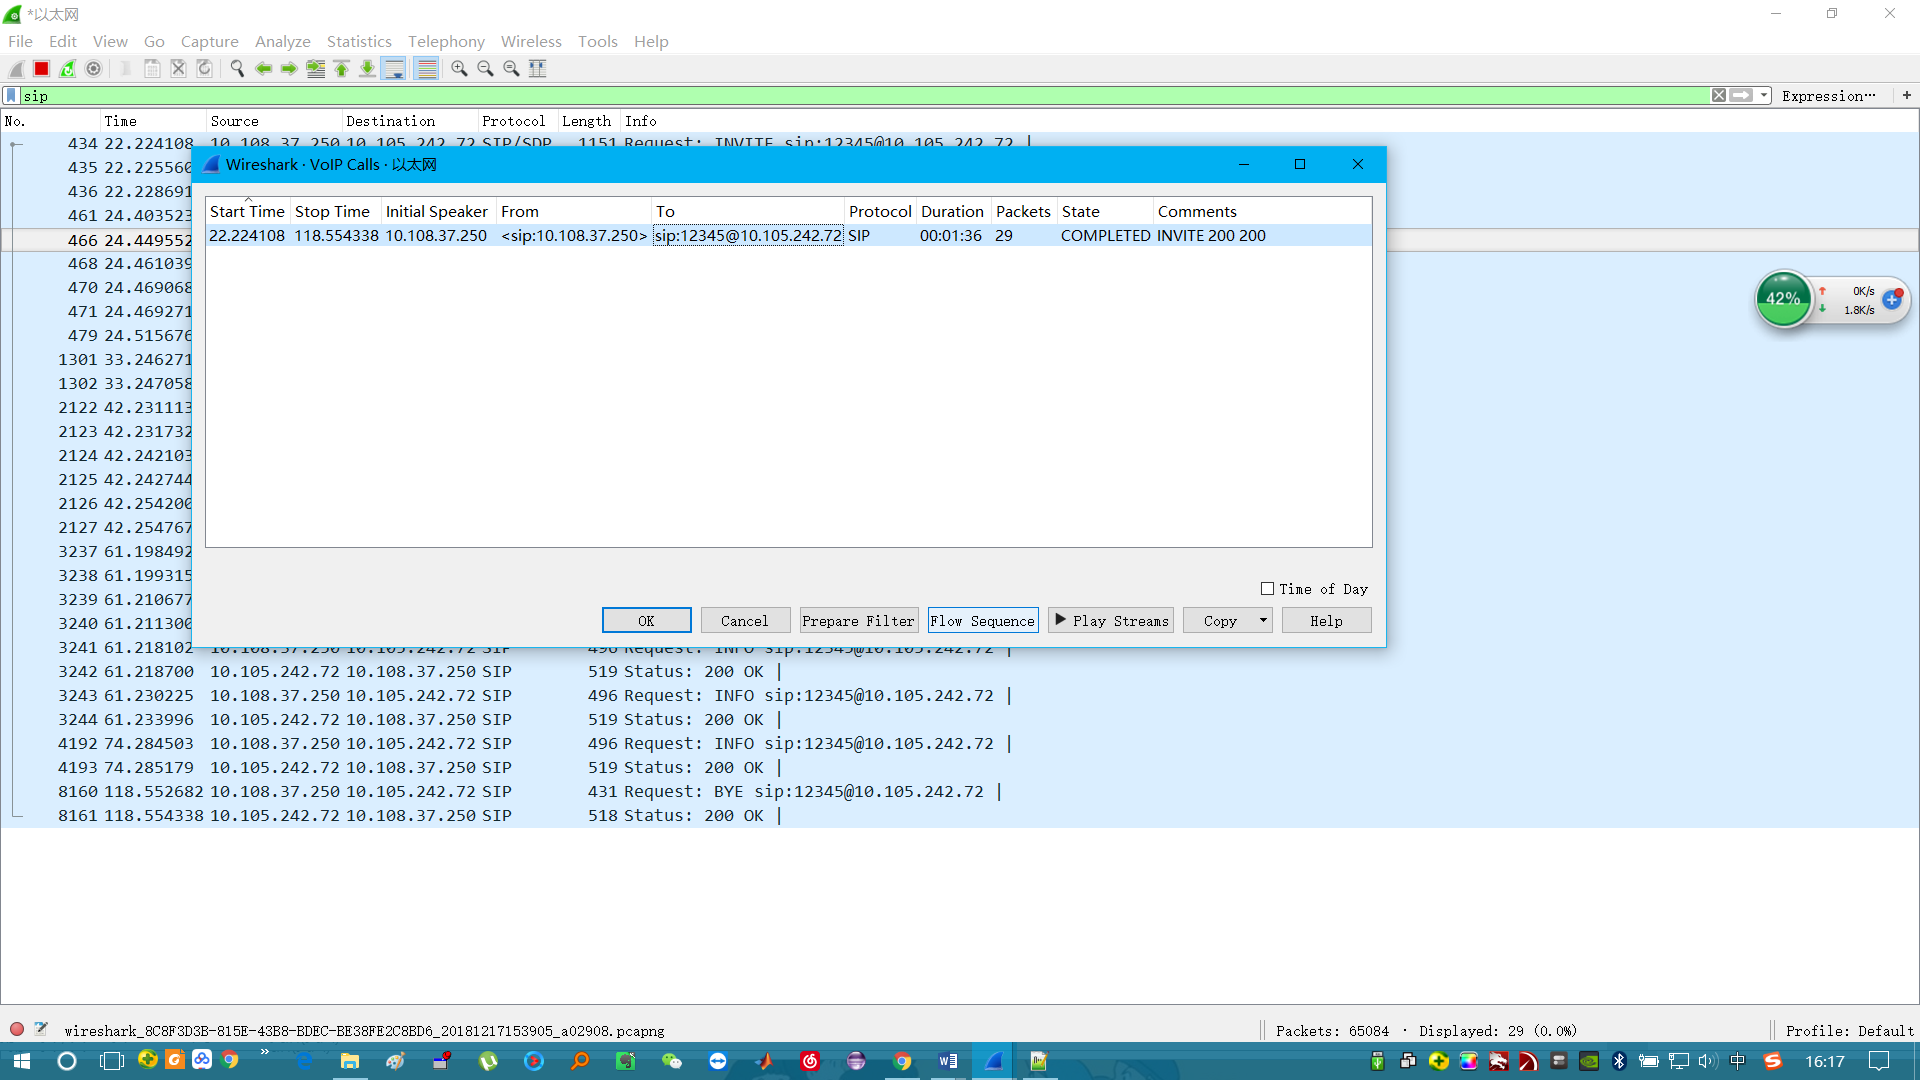 *以太网
File Edit View Go Capture Analyze Statistics Telephony Wireless Tools Help
sip Expression… +
No. Time Source Destination Protocol Length Info
434 22.224108 10.108.37.250 10.105.242.72 SIP/SDP 1151 Request: INVITE sip:12345@10.105.242.72 |
435 22.225560
436 22.228691
461 24.403523
466 24.449552
468 24.461039
470 24.469068
471 24.469271
479 24.515676
1301 33.246271
1302 33.247058
2122 42.231113
2123 42.231732
2124 42.242103
2125 42.242744
2126 42.254200
2127 42.254767
3237 61.198492
3238 61.199315
3239 61.210677
3240 61.211300
Wireshark · VoIP Calls · 以太网
Start Time Stop Time Initial Speaker From To Protocol Duration Packets State Comments
22.224108 118.554338 10.108.37.250 <sip:10.108.37.250> sip:12345@10.105.242.72 SIP 00:01:36 29 COMPLETED INVITE 200 200
Time of Day
OK Cancel Prepare Filter Flow Sequence Play Streams Copy Help
3241 61.218102 10.108.37.250 10.105.242.72 SIP 496 Request: INFO sip:12345@10.105.242.72 |
3242 61.218700 10.105.242.72 10.108.37.250 SIP 519 Status: 200 OK |
3243 61.230225 10.108.37.250 10.105.242.72 SIP 496 Request: INFO sip:12345@10.105.242.72 |
3244 61.233996 10.105.242.72 10.108.37.250 SIP 519 Status: 200 OK |
4192 74.284503 10.108.37.250 10.105.242.72 SIP 496 Request: INFO sip:12345@10.105.242.72 |
4193 74.285179 10.105.242.72 10.108.37.250 SIP 519 Status: 200 OK |
8160 118.552682 10.108.37.250 10.105.242.72 SIP 431 Request: BYE sip:12345@10.105.242.72 |
8161 118.554338 10.105.242.72 10.108.37.250 SIP 518 Status: 200 OK |
42% 0K/s
1.8K/s
wireshark_8C8F3D3B-815E-43B8-BDEC-BE38FE2C8BD6_20181217153905_a02908.pcapng Packets: 65084 · Displayed: 29 (0.0%) Profile: Default
中 16:17